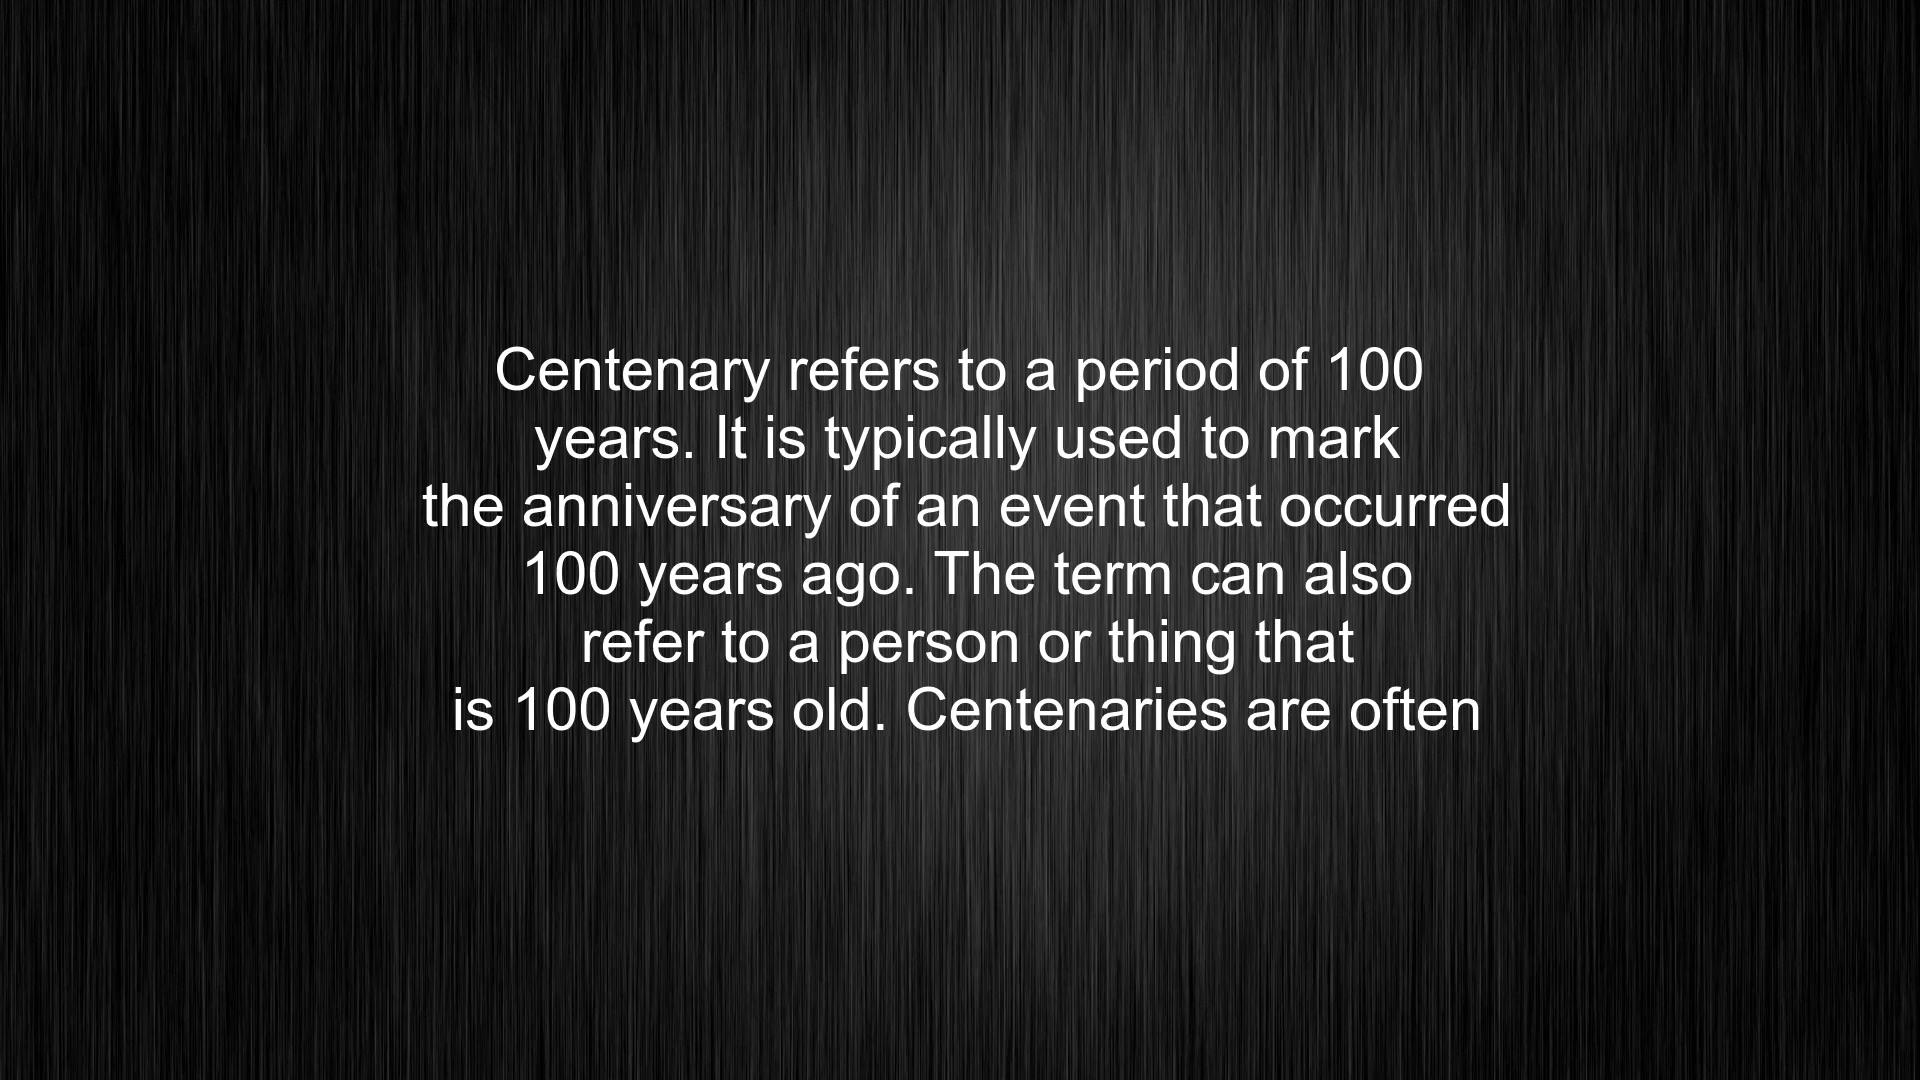 Centenary refers to a period of 100
years. It is typically used to mark
the anniversary of an event that occurred
100 years ago. The term can also
refer to a person or thing that
is 100 years old. Centenaries are often